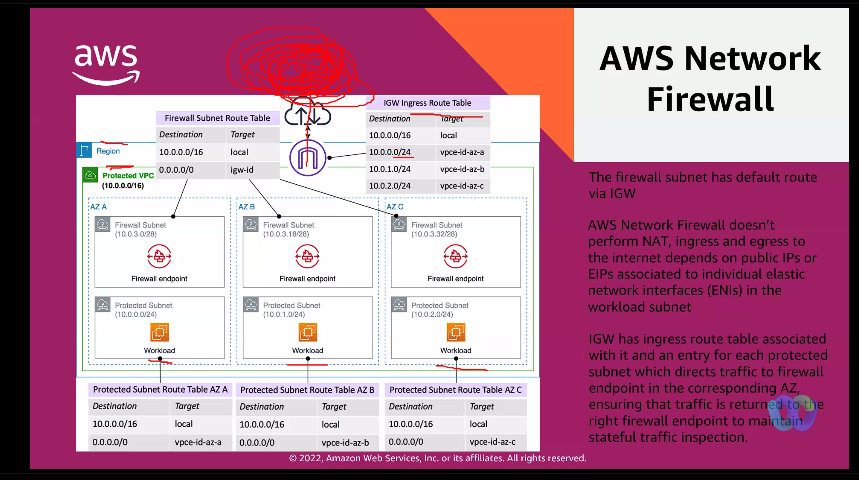 aws
AWS Network
Firewall
Firewall Subnet Route Table
Destination Target
10.0.0.0/16 local
0.0.0.0/0 igw-id
IGW Ingress Route Table
Destination Target
10.0.0.0/16 local
10.0.0.0/24 vpce-id-az-a
10.0.1.0/24 vpce-id-az-b
10.0.2.0/24 vpce-id-az-c
Region
Protected VPC
(10.0.0.0/16)
AZ A
AZ B
AZ C
Firewall Subnet
(10.0.3.0/28)
Firewall endpoint
Firewall Subnet
(10.0.3.16/28)
Firewall endpoint
Firewall Subnet
(10.0.3.32/28)
Firewall endpoint
Protected Subnet
(10.0.0.0/24)
Workload
Protected Subnet
(10.0.1.0/24)
Workload
Protected Subnet
(10.0.2.0/24)
Workload
Protected Subnet Route Table AZ A
Destination Target
10.0.0.0/16 local
0.0.0.0/0 vpce-id-az-a
Protected Subnet Route Table AZ B
Destination Target
10.0.0.0/16 local
0.0.0.0/0 vpce-id-az-b
Protected Subnet Route Table AZ C
Destination Target
10.0.0.0/16 local
0.0.0.0/0 vpce-id-az-c
The firewall subnet has default route
via IGW
AWS Network Firewall doesn't
perform NAT, ingress and egress to
the internet depends on public IPs or
EIPs associated to individual elastic
network interfaces (ENIs) in the
workload subnet
IGW has ingress route table associated
with it and an entry for each protected
subnet which directs traffic to firewall
endpoint in the corresponding AZ,
ensuring that traffic is returned to the
right firewall endpoint to maintain
stateful traffic inspection.
© 2022, Amazon Web Services, Inc. or its affiliates. All rights reserved.